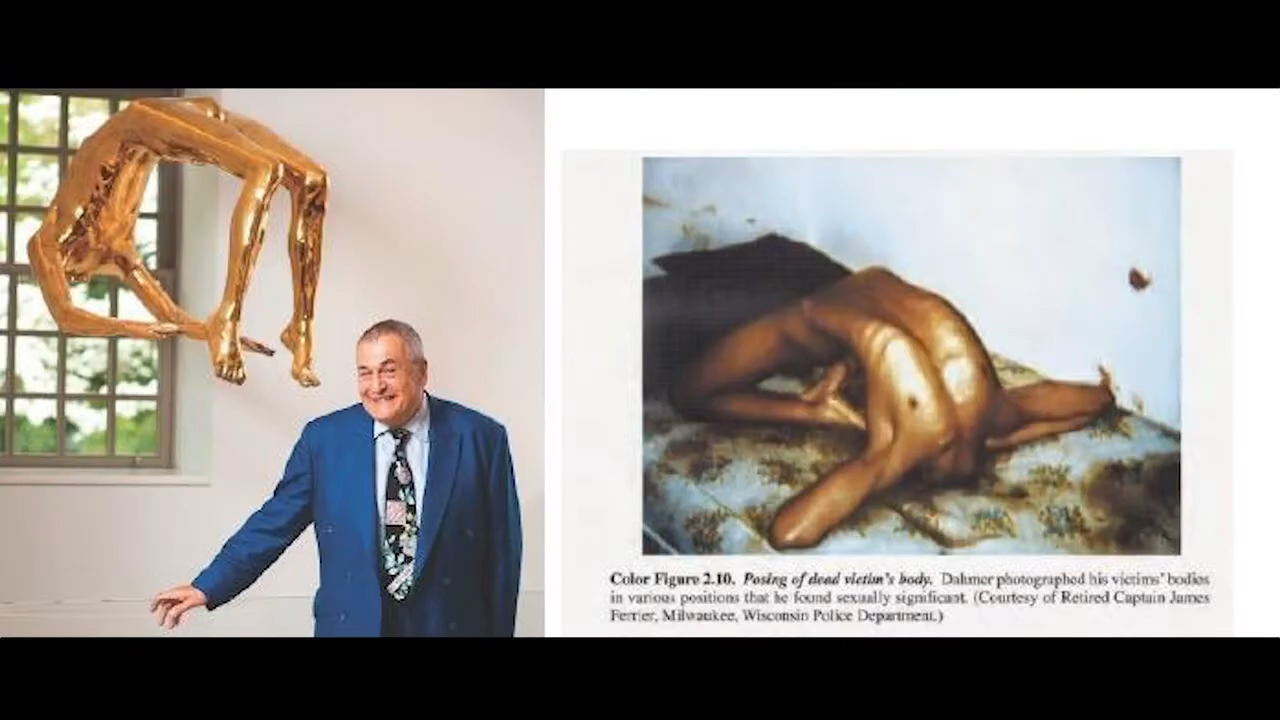 Color Figure 2.10. Posing of dead victim's body. Dahmer photographed his victims' bodies
in various positions that he found sexually significant. (Courtesy of Retired Captain James
Ferrier, Milwaukee, Wisconsin Police Department.)